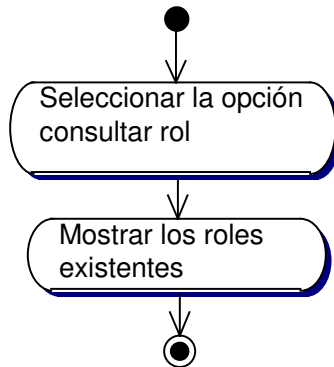 Seleccionar la opción
consultar rol
Mostrar los roles
existentes